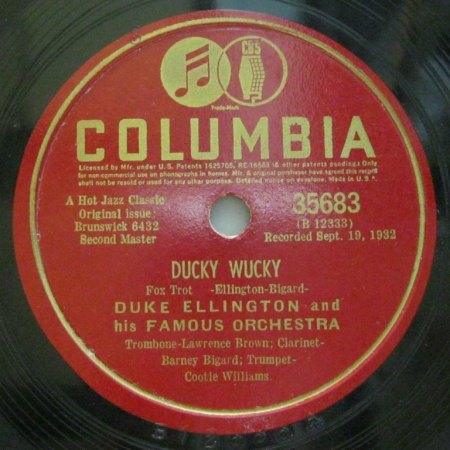 CBS
Trade-Mark
COLUMBIA
Licensed by Mfr. under U.S. Patents 1625705, RE-16583 (& other patents pending) Only
for non-commercial use on phonographs in homes. Mfr. & original purchaser have agreed this record
shall not be resold or used for any other purpose. Detailed notice on envelope. Made in U.S.A.
A Hot Jazz Classic
Original issue:
Brunswick 6432
Second Master
35683
(B 12333)
Recorded Sept. 19, 1932
DUCKY WUCKY
Fox Trot -Ellington-Bigard-
DUKE ELLINGTON and
his FAMOUS ORCHESTRA
Trombone-Lawrence Brown; Clarinet-
Barney Bigard; Trumpet-
Cootie Williams.